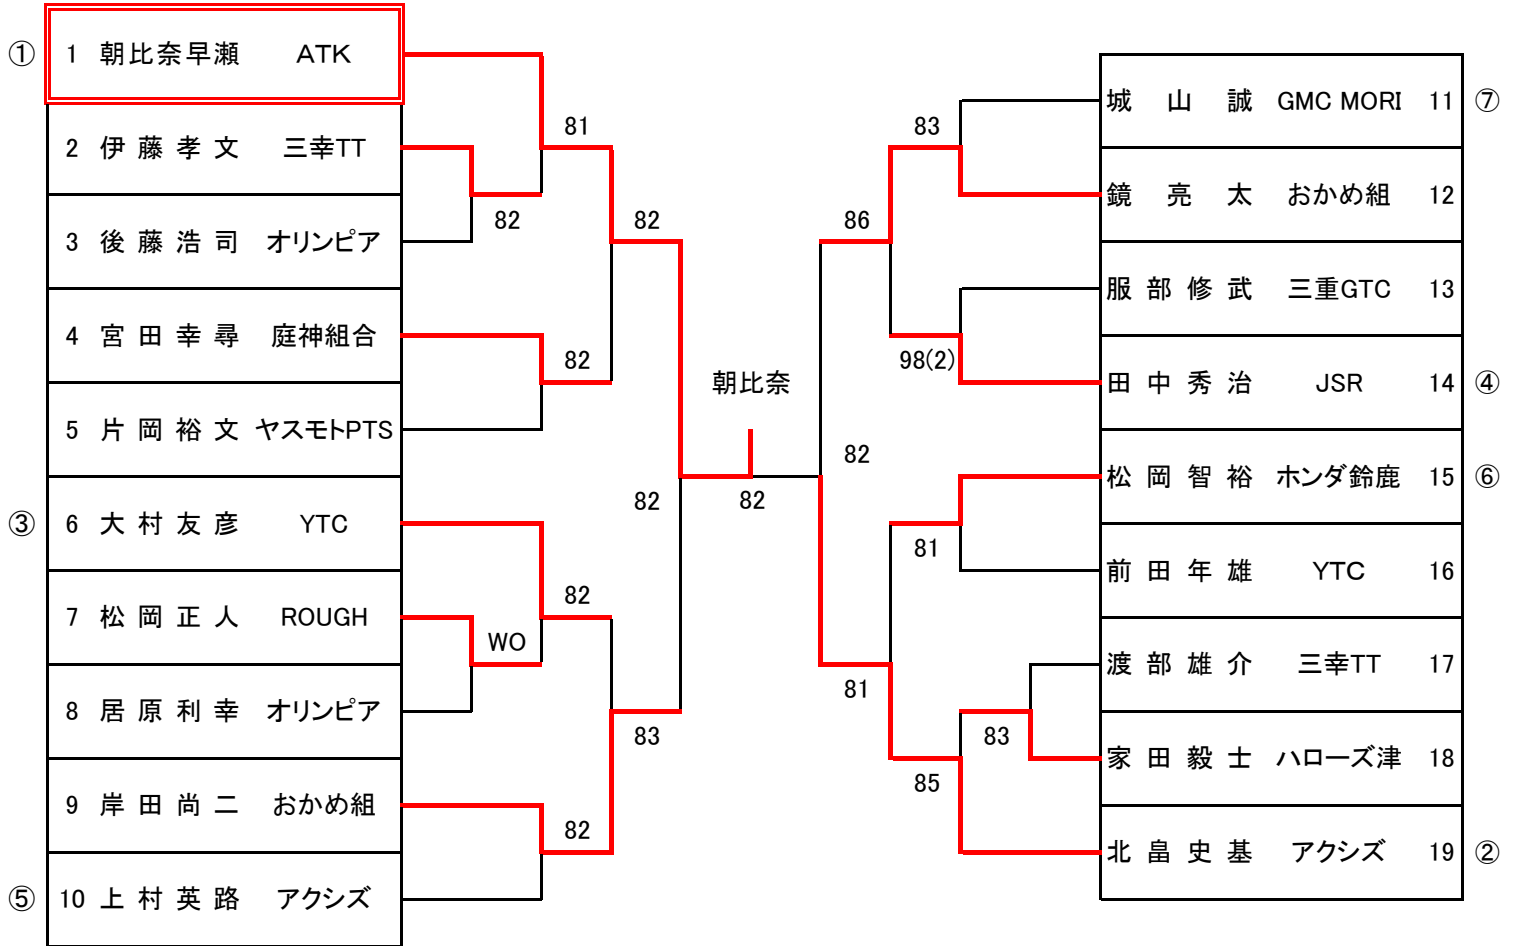 ① 1 朝比奈早瀬 ATK
2 伊藤孝文 三幸TT
3 後藤浩司 オリンピア
4 宮田幸尋 庭神組合
5 片岡裕文 ヤスモトPTS
③ 6 大村友彦 YTC
7 松岡正人 ROUGH
8 居原利幸 オリンピア
9 岸田尚二 おかめ組
⑤ 10 上村英路 アクシズ
81
82
82
82
82
82
WO
83
82
朝比奈
82
83
86
98(2)
82
81
81
83
85
城山誠 GMC MORI 11 ⑦
鏡亮太 おかめ組 12
服部修武 三重GTC 13
田中秀治 JSR 14 ④
松岡智裕 ホンダ鈴鹿 15 ⑥
前田年雄 YTC 16
渡部雄介 三幸TT 17
家田毅士 ハローズ津 18
北畠史基 アクシズ 19 ②